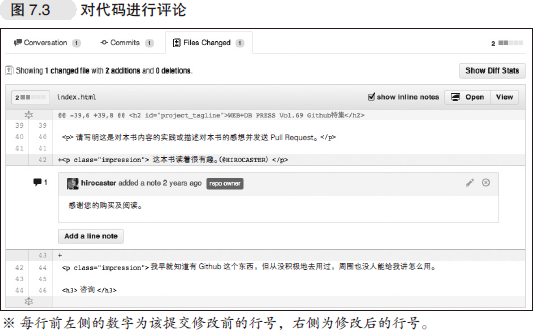 图 7.3 对代码进行评论
Conversation 1 Commits 1 Files Changed 1 2
Showing 1 changed file with 2 additions and 0 deletions. Show Diff Stats
2 index.html show inline notes Open View
@@ -39,6 +39,8 @@ <h2 id="project_tagline">WEB+DB PRESS Vol.69 Github特集</h2>
39 39
40 40 <p> 请写明这是对本书内容的实践或描述对本书的感想并发送 Pull Request。</p>
41 41
42 +<p class="impression"> 这本书读着很有趣。(@HIROCASTER) </p>
1 hirocaster added a note 2 years ago repo owner
感谢您的购买及阅读。
Add a line note
43 +
42 44 <p class="impression"> 我早就知道有 Github 这个东西，但从没积极地去用过，周围也没人能给我讲怎么用。
43 45
44 46 <h3> 咨询 </h3>
※ 每行前左侧的数字为该提交修改前的行号，右侧为修改后的行号。